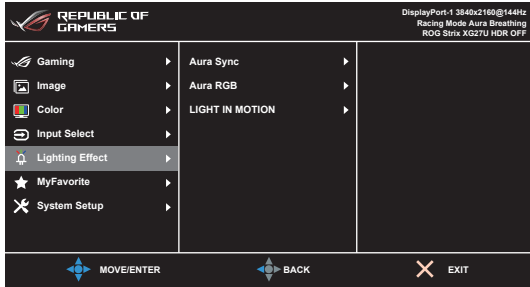 REPUBLIC OF
GAMERS
DisplayPort-1 3840x2160@144Hz
Racing Mode Aura Breathing
ROG Strix XG27U HDR OFF
Gaming
Image
Color
Input Select
Lighting Effect
MyFavorite
System Setup
Aura Sync
Aura RGB
LIGHT IN MOTION
MOVE/ENTER
BACK
EXIT